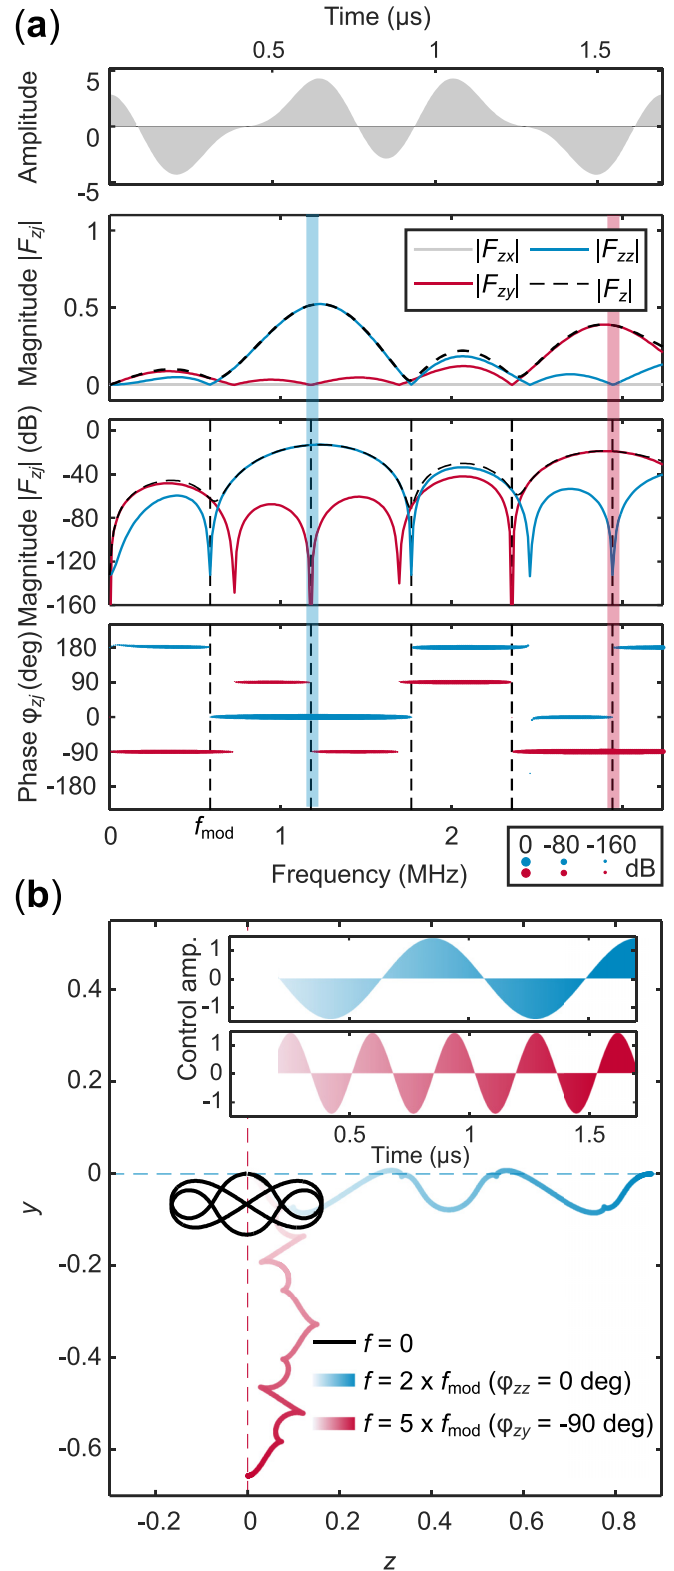 (a)
Time (µs)
0.5 1 1.5
Amplitude
5
0
-5
Magnitude |Fzj|
1
0.5
0
|Fzx| |Fzz|
|Fzy| |Fz|
Magnitude |Fzj| (dB)
0
-40
-80
-120
-160
Phase φzj (deg)
180
90
0
-90
-180
0 fmod 1 2
Frequency (MHz)
0 -80 -160
dB
(b)
Control amp.
1
0
-1
1
0
-1
0.5 1 1.5
Time (µs)
y
0.4
0.2
0
-0.2
-0.4
-0.6
f = 0
f = 2 x fmod (φzz = 0 deg)
f = 5 x fmod (φzy = -90 deg)
-0.2 0 0.2 0.4 0.6 0.8
z